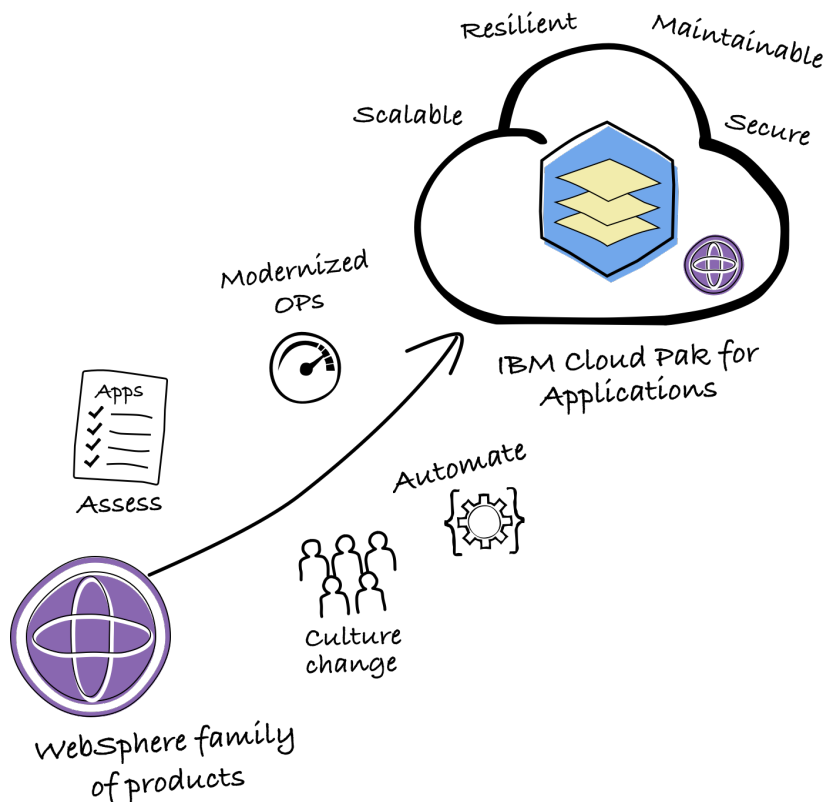 Resilient
Maintainable
Scalable
Secure
Modernized
OPs
IBM Cloud Pak for
Applications
Apps
Assess
Automate
Culture
change
WebSphere family
of products